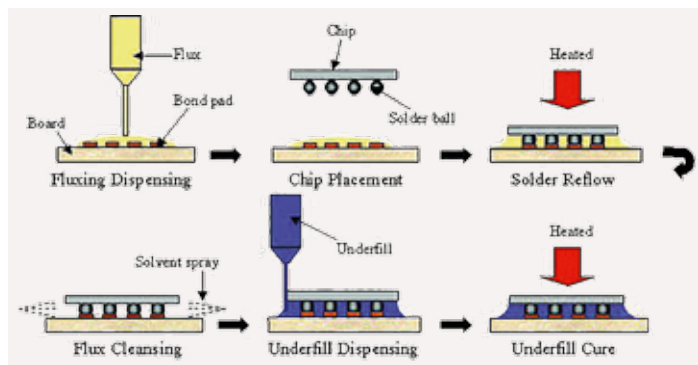 Flux
Bond pad
Board
Fluxing Dispensing
Chip
Solder ball
Chip Placement
Heated
Solder Reflow
Solvent spray
Flux Cleansing
Underfill
Underfill Dispensing
Heated
Underfill Cure